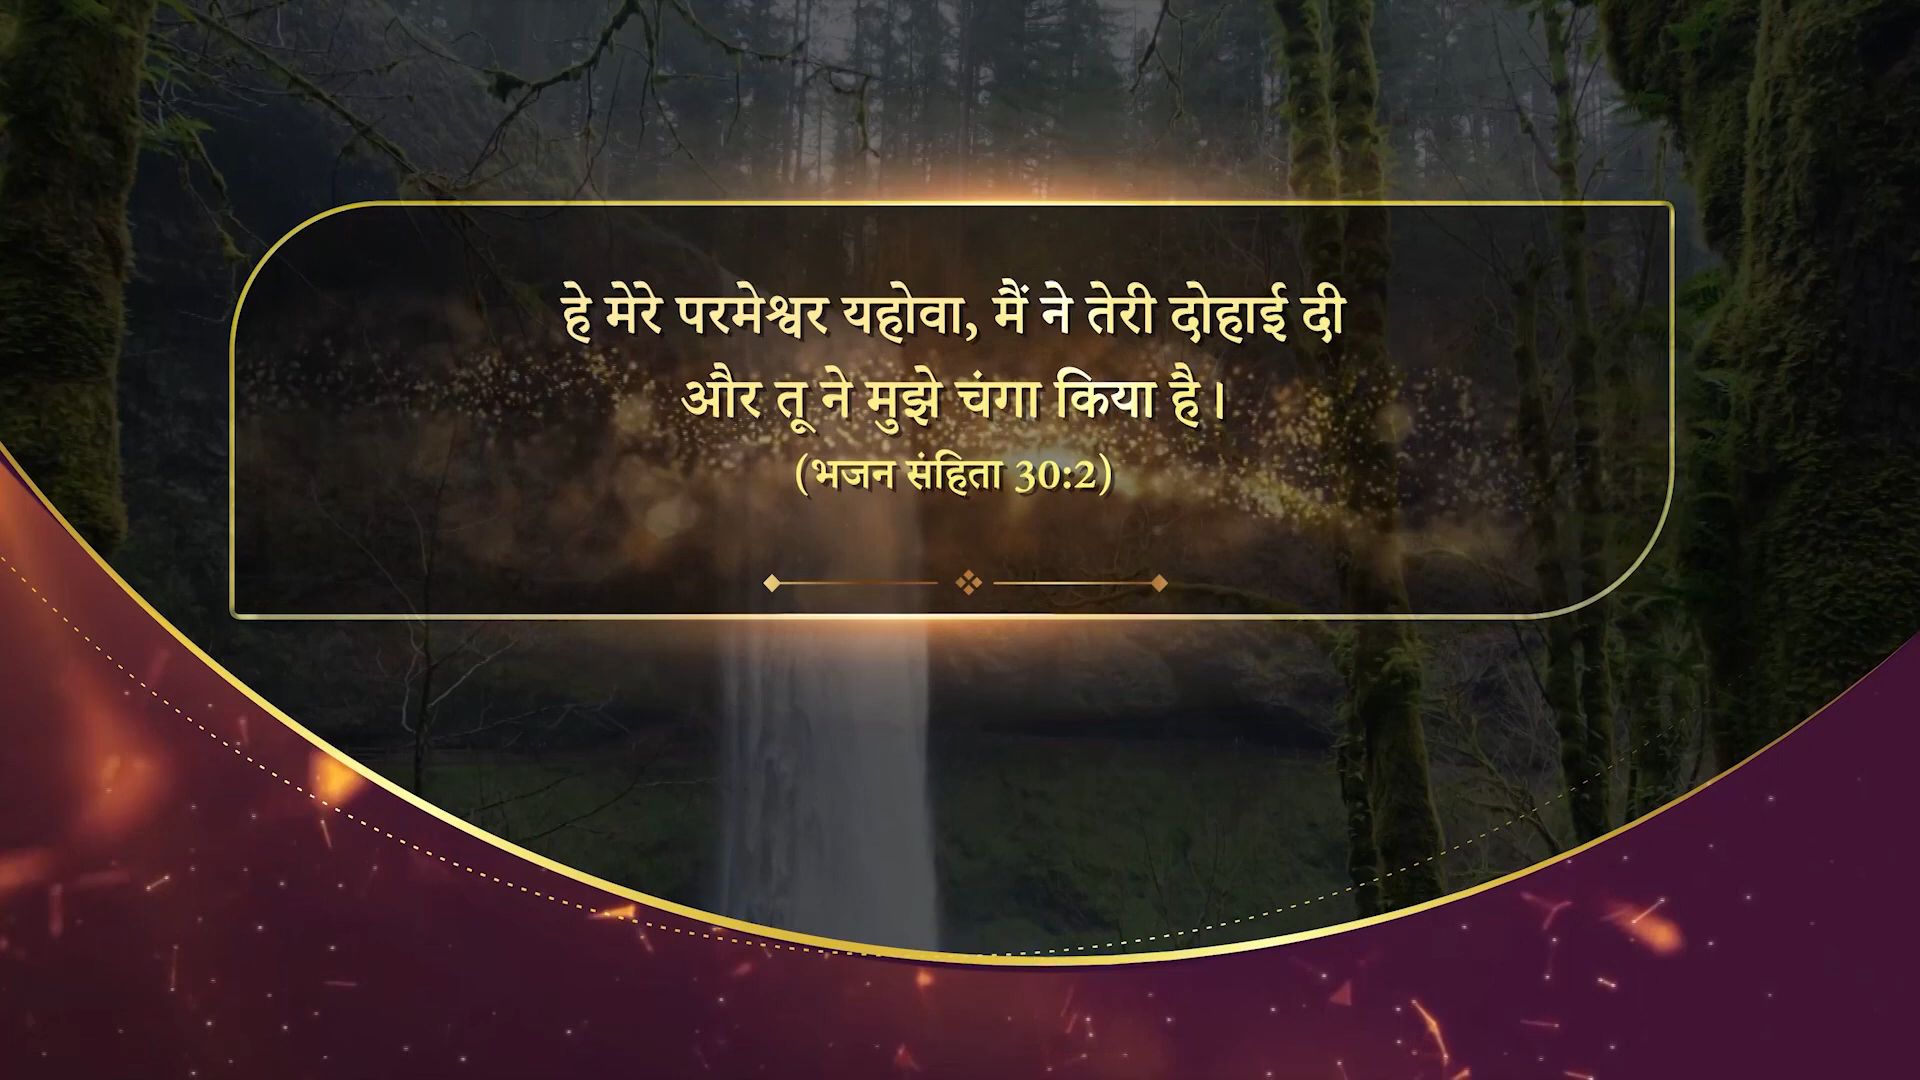 हे मेरे परमेश्वर यहोवा, मैं ने तेरी दोहाई दी
और तू ने मुझे चंगा किया है।
(भजन संहिता 30:2)